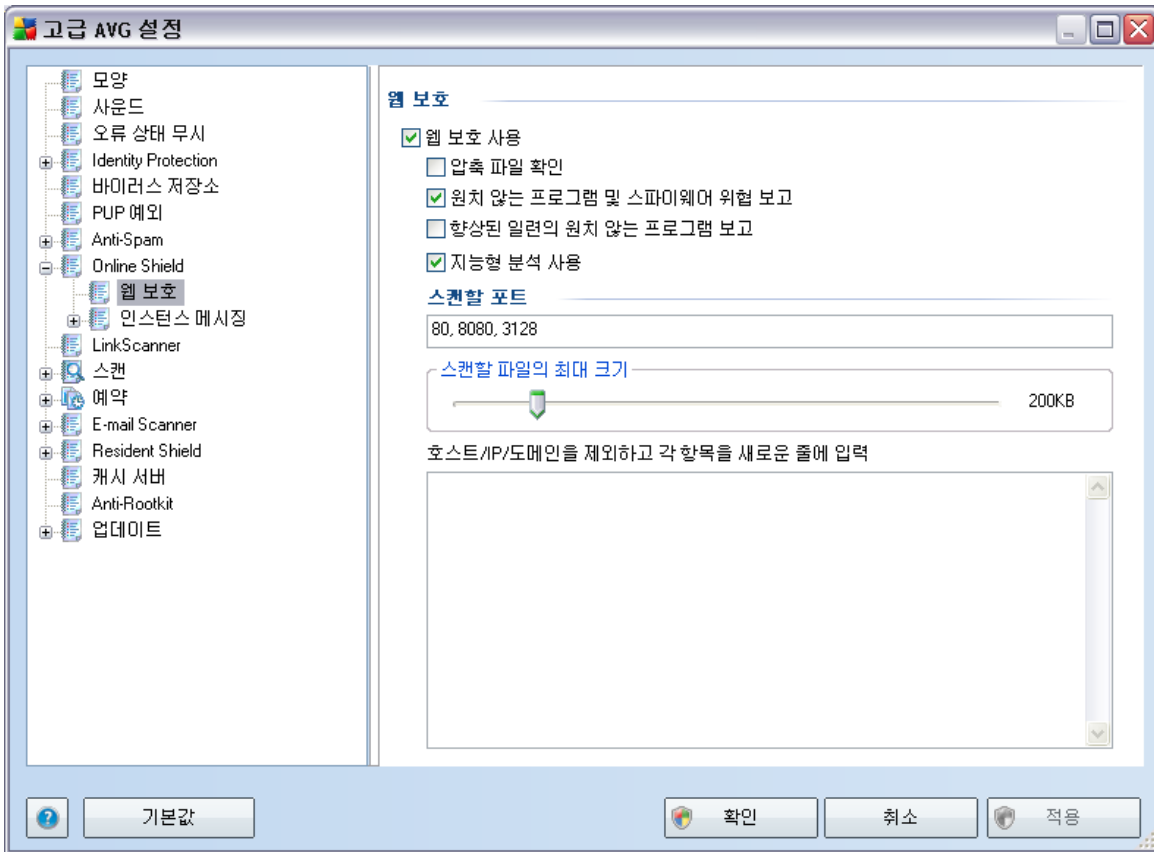 고급 AVG 설정
모양
사운드
오류 상태 무시
Identity Protection
바이러스 저장소
PUP 예외
Anti-Spam
Online Shield
웹 보호
인스턴스 메시징
LinkScanner
스캔
예약
E-mail Scanner
Resident Shield
캐시 서버
Anti-Rootkit
업데이트
웹 보호
웹 보호 사용
압축 파일 확인
원치 않는 프로그램 및 스파이웨어 위협 보고
향상된 일련의 원치 않는 프로그램 보고
지능형 분석 사용
스캔할 포트
80, 8080, 3128
스캔할 파일의 최대 크기
200KB
호스트/IP/도메인을 제외하고 각 항목을 새로운 줄에 입력
기본값
확인
취소
적용